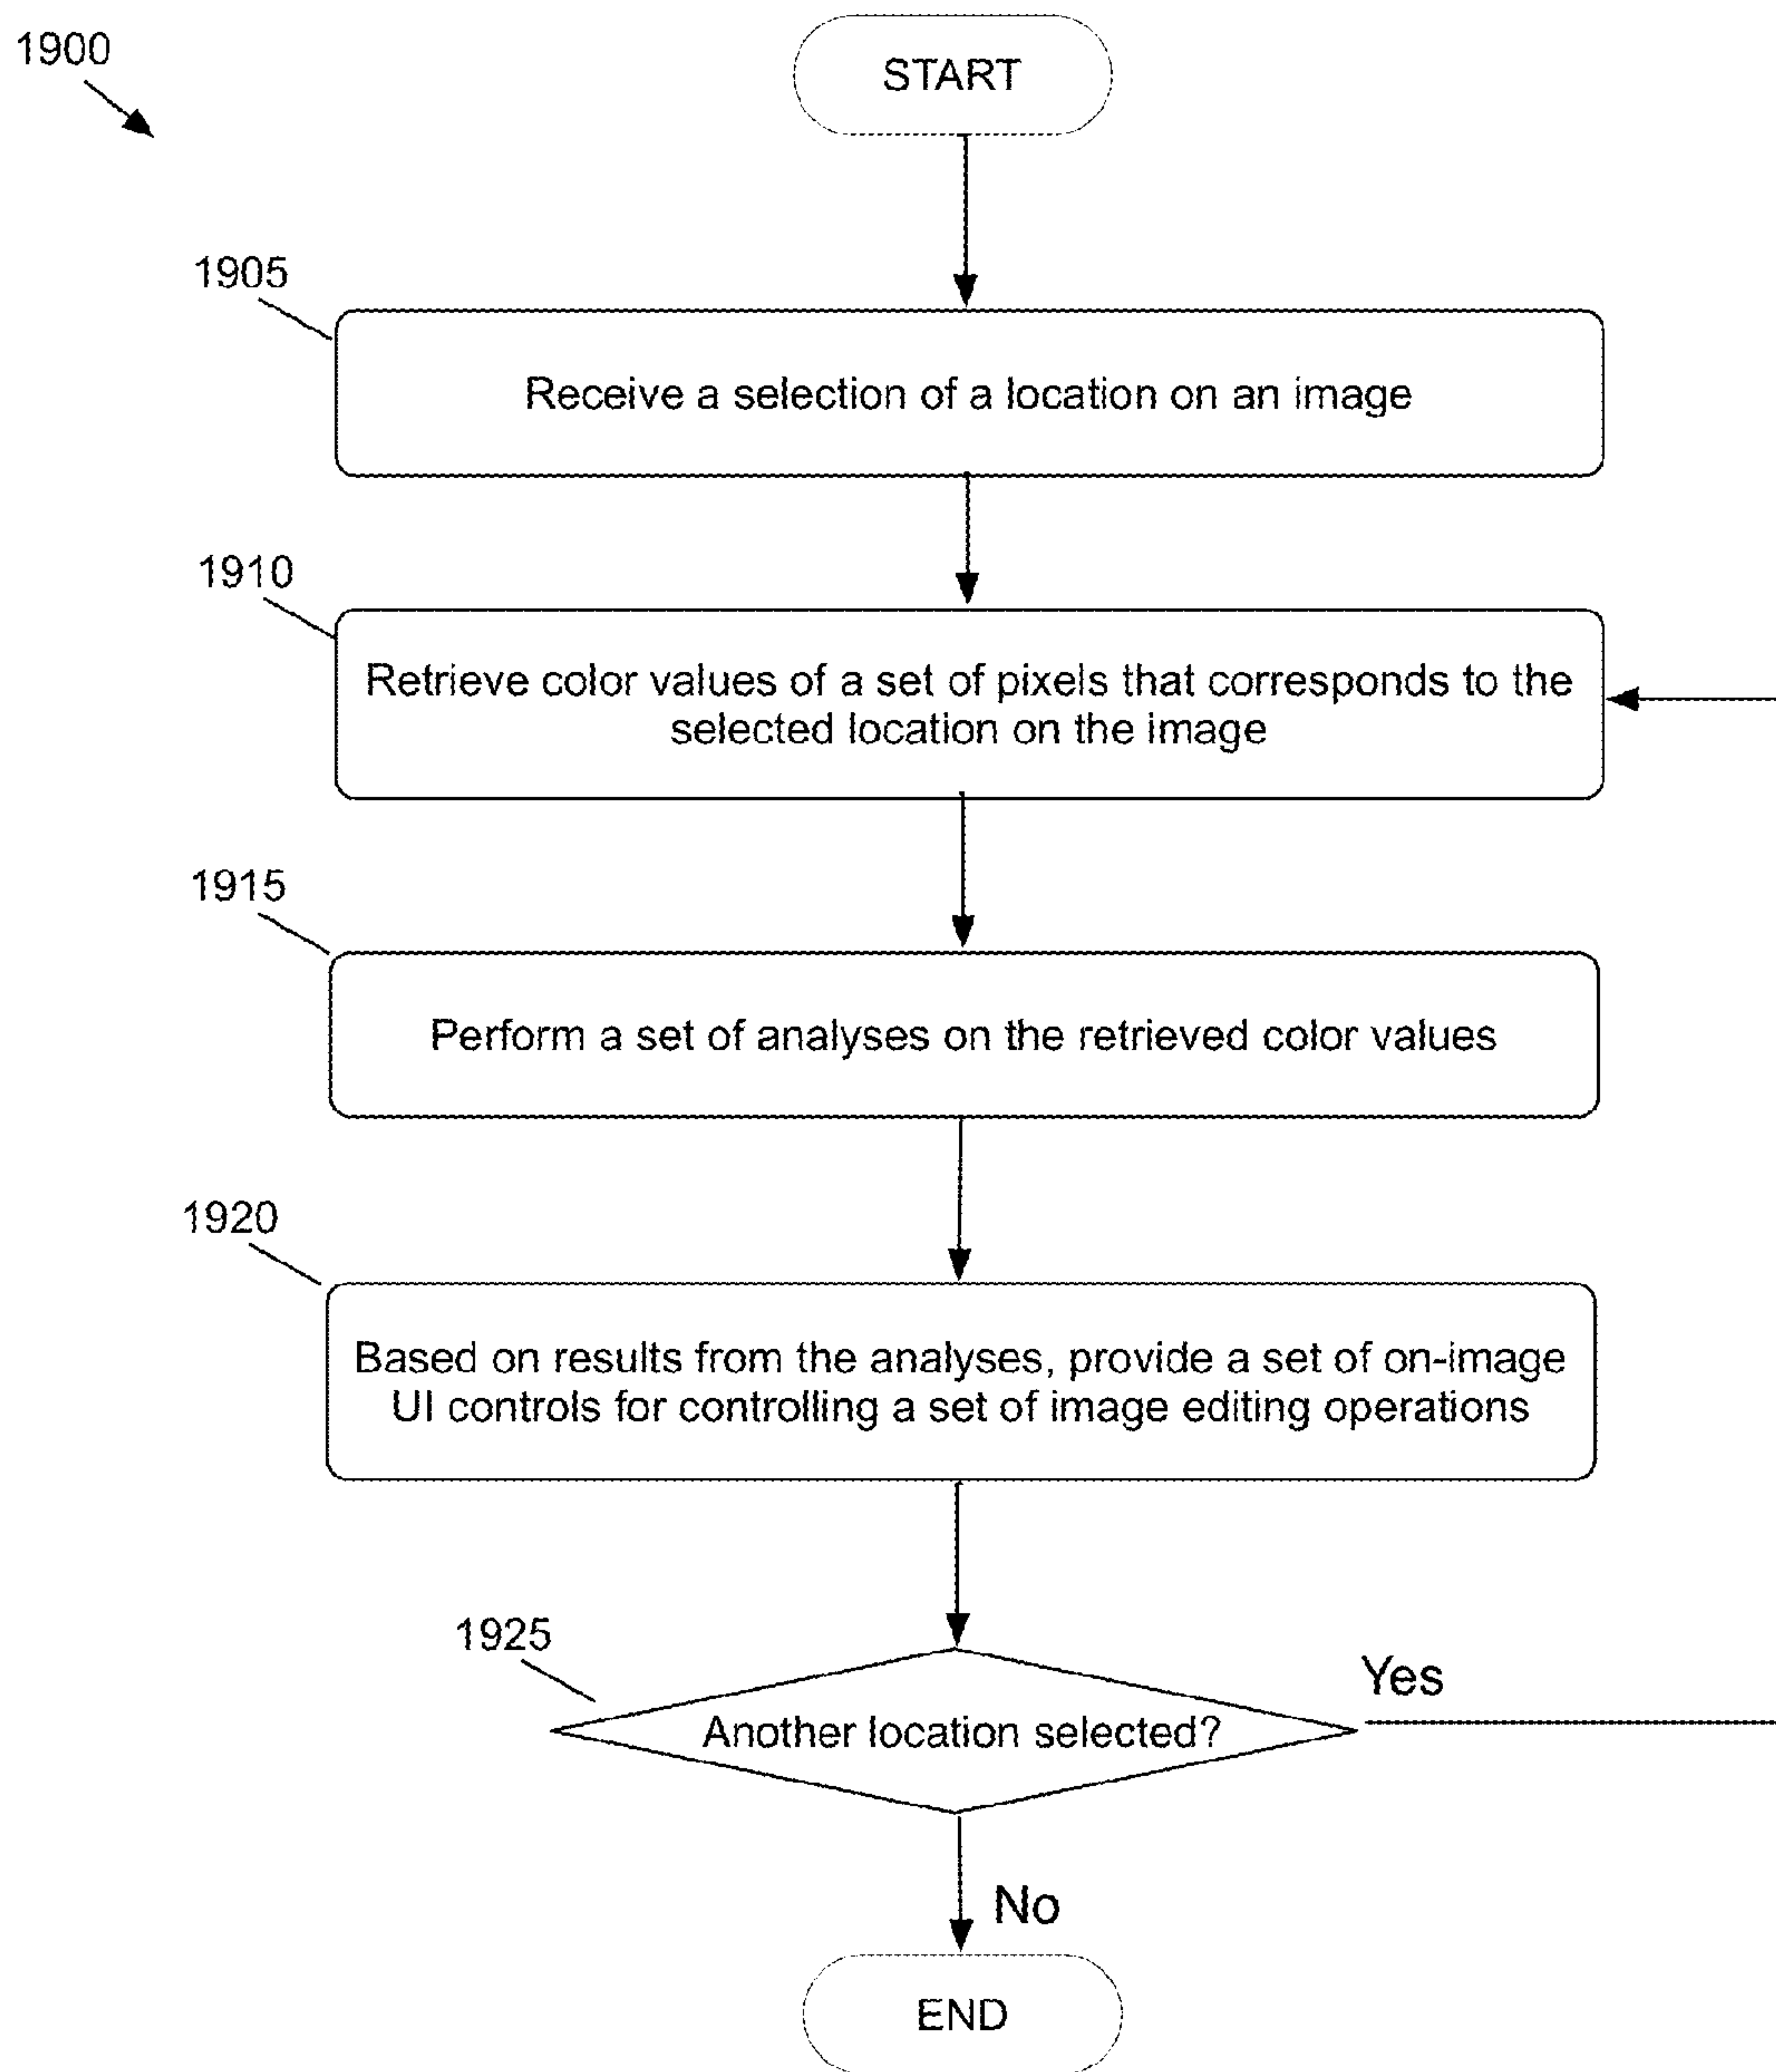 1900
START
1905
Receive a selection of a location on an image
1910
Retrieve color values of a set of pixels that corresponds to the
selected location on the image
1915
Perform a set of analyses on the retrieved color values
1920
Based on results from the analyses, provide a set of on-image
UI controls for controlling a set of image editing operations
1925
Another location selected?
Yes
No
END